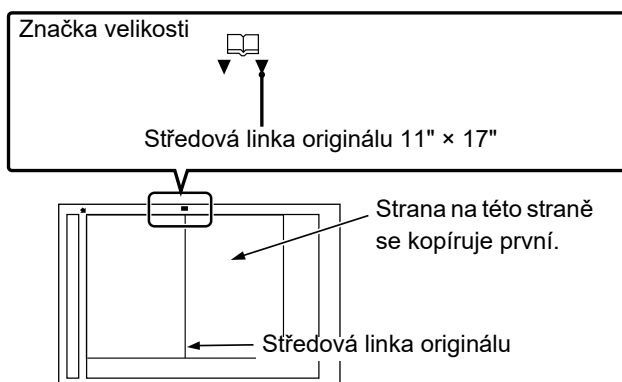 Značka velikosti
Středová linka originálu 11" × 17"
Strana na této straně
se kopíruje první.
Středová linka originálu